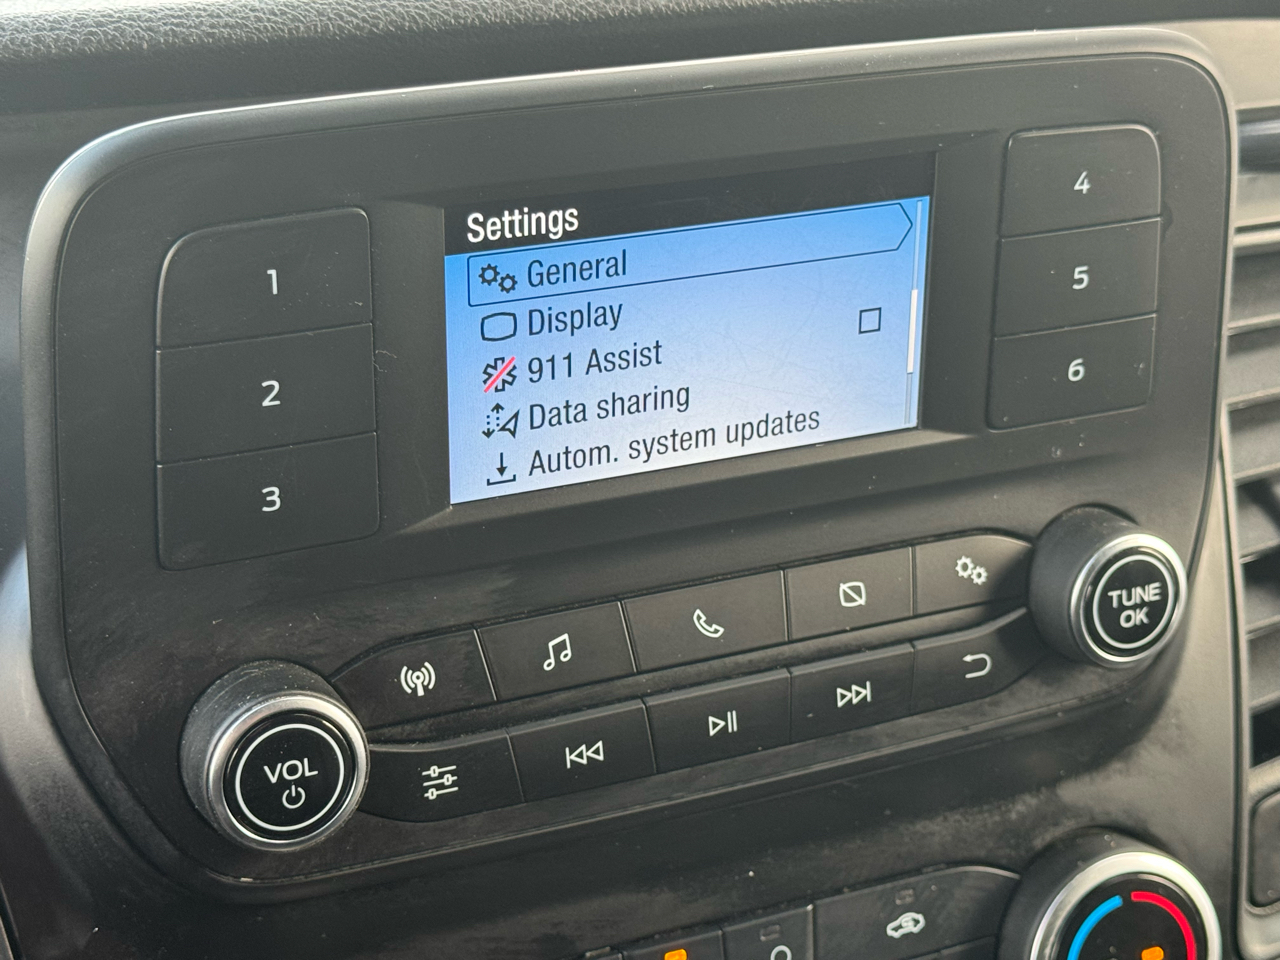 Settings
General
Display
911 Assist
Data sharing
Autom. system updates
1
2
3
4
5
6
VOL
TUNE
OK